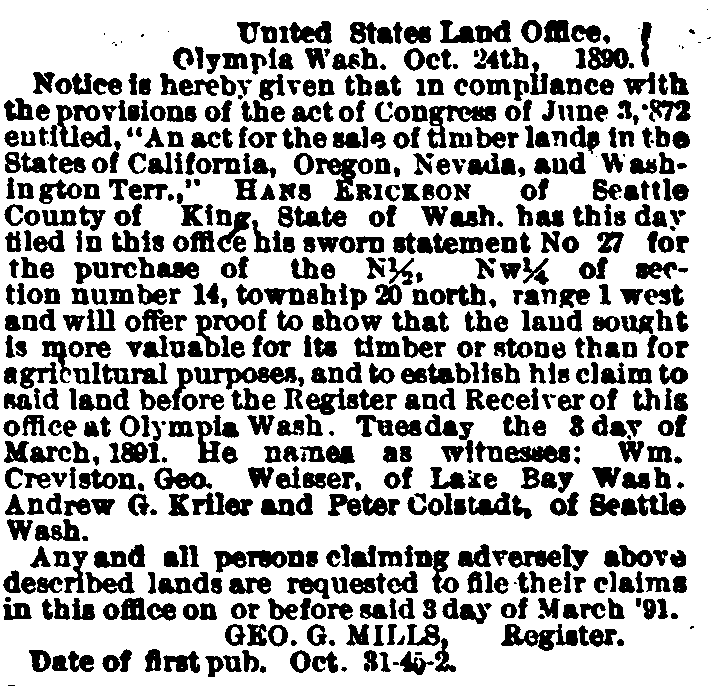 United States Land Office,
Olympia Wash. Oct. 24th, 1890.
Notice is hereby given that in compliance with
the provisions of the act of Congress of June 3, 1872
entitled, "An act for the sale of timber lands in the
States of California, Oregon, Nevada, and Wash-
ington Terr.," HANS ERICKSON of Seattle
County of King, State of Wash. has this day
filed in this office his sworn statement No 27 for
the purchase of the N½, Nw¼ of sec-
tion number 14, township 20 north, range 1 west
and will offer proof to show that the land sought
is more valuable for its timber or stone than for
agricultural purposes, and to establish his claim to
said land before the Register and Receiver of this
office at Olympia Wash. Tuesday the 3 day of
March, 1891. He names as witnesses: Wm.
Creviston, Geo. Weisser, of Lake Bay Wash.
Andrew G. Kriler and Peter Colstadt, of Seattle
Wash.
Any and all persons claiming adversely above
described lands are requested to file their claims
in this office on or before said 3 day of March '91.
GEO. G. MILLS, Register.
Date of first pub. Oct. 31-45-2.